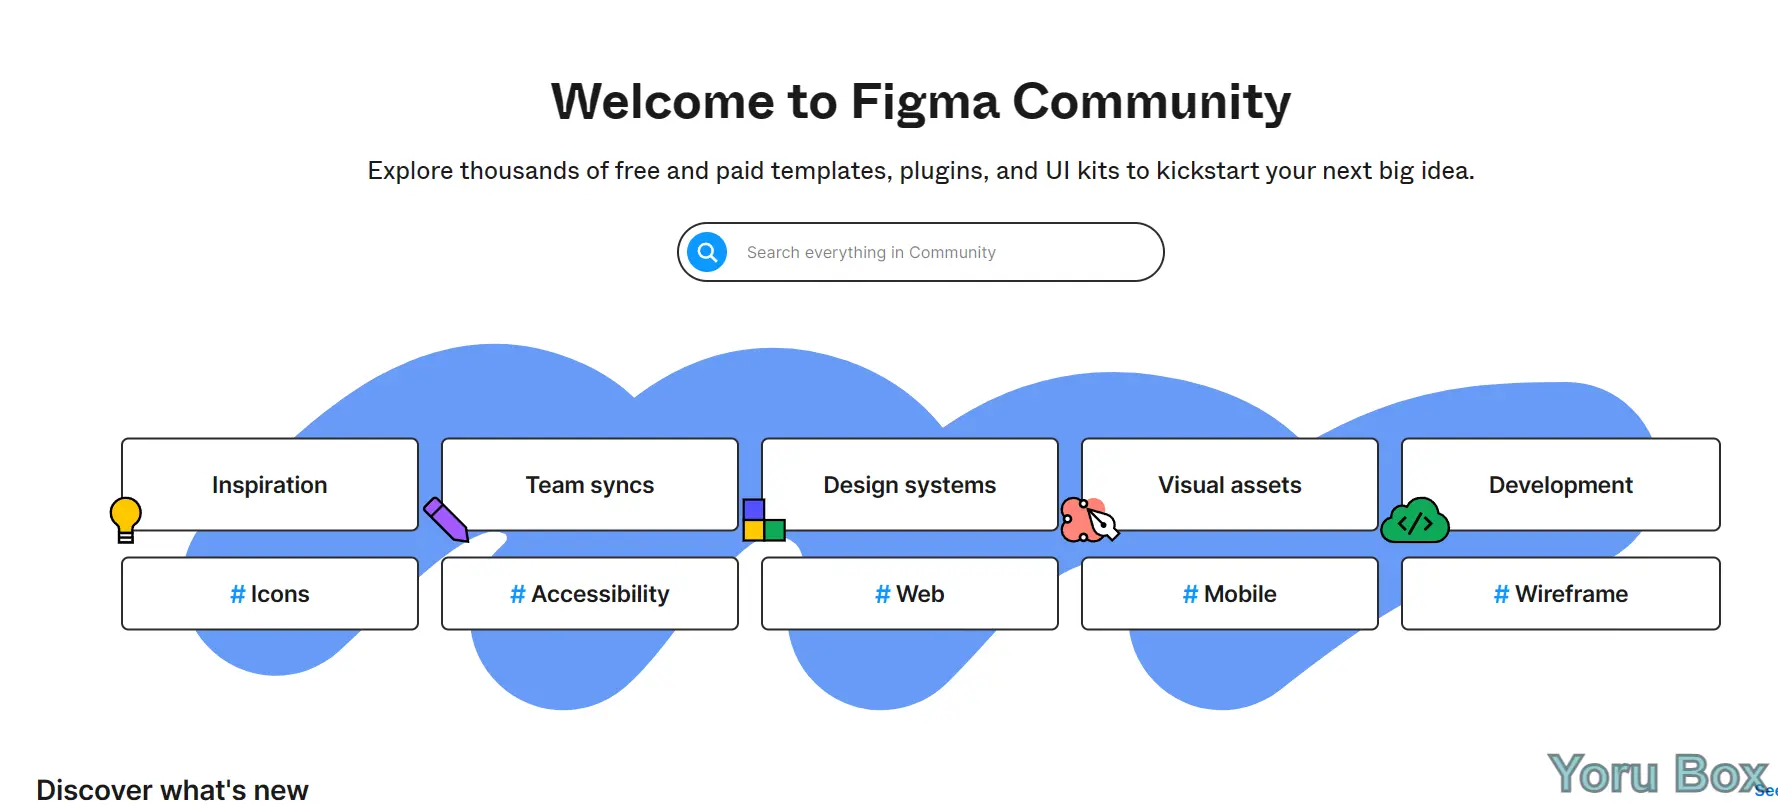 Welcome to Figma Community
Explore thousands of free and paid templates, plugins, and UI kits to kickstart your next big idea.
Search everything in Community
Inspiration
Team syncs
Design systems
Visual assets
</>
Development
# Icons
# Accessibility
# Web
# Mobile
# Wireframe
Discover what's new
Yoru Box
See